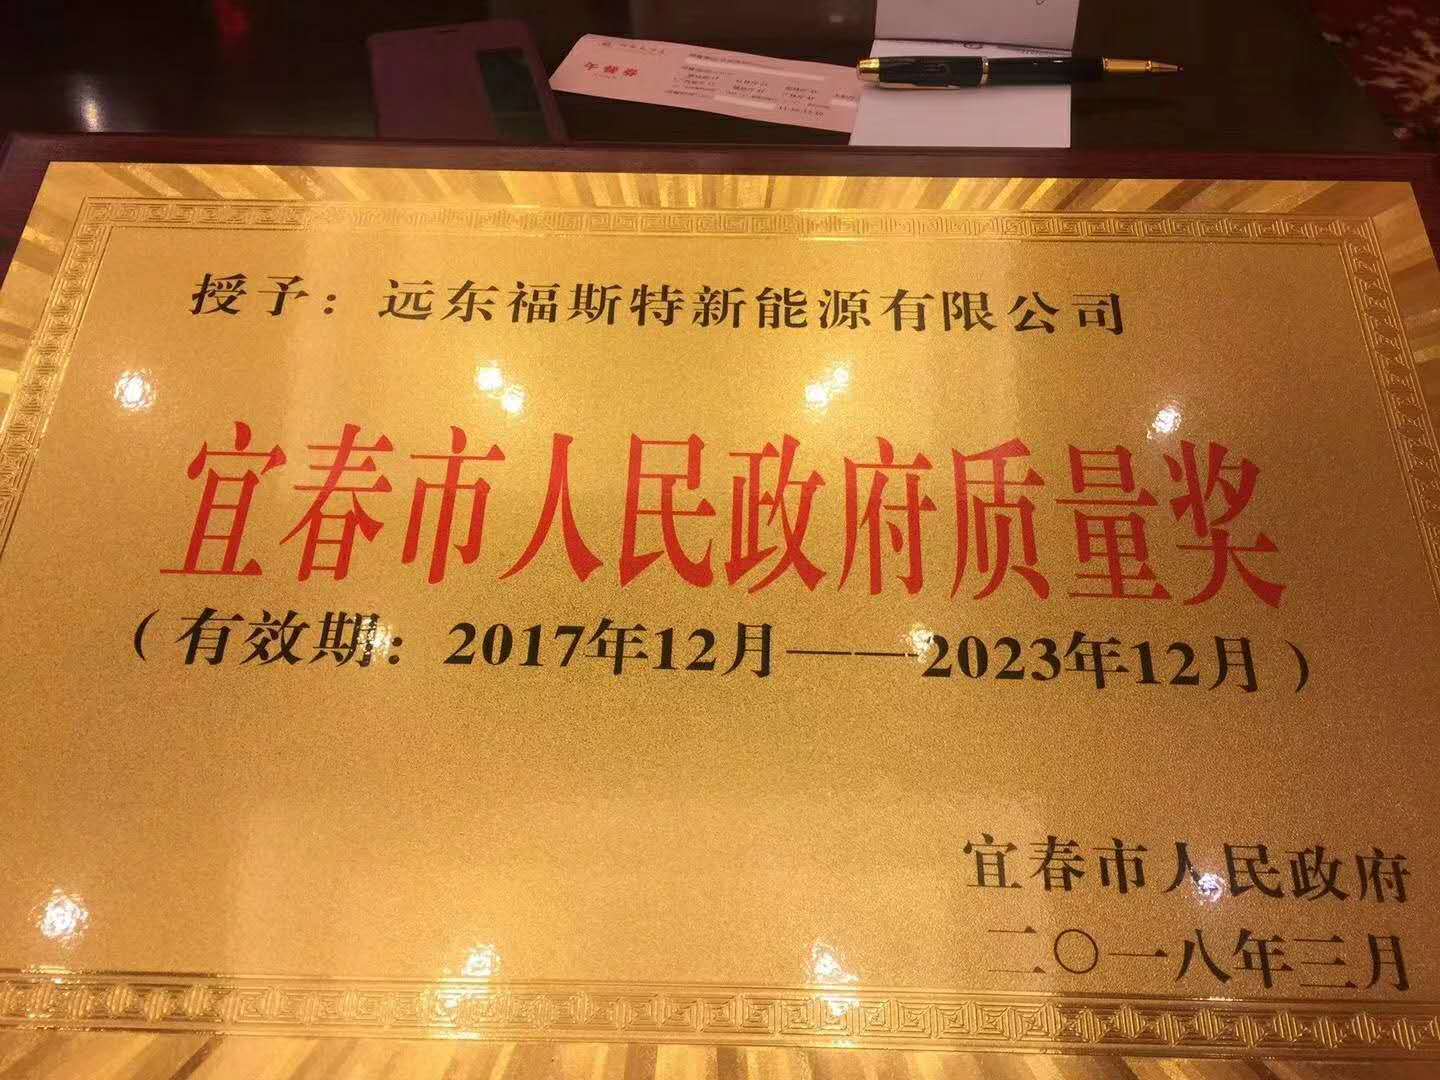 午餐券
授予：远东福斯特新能源有限公司
宜春市人民政府质量奖
（有效期：2017年12月——2023年12月）
宜春市人民政府
二〇一八年三月